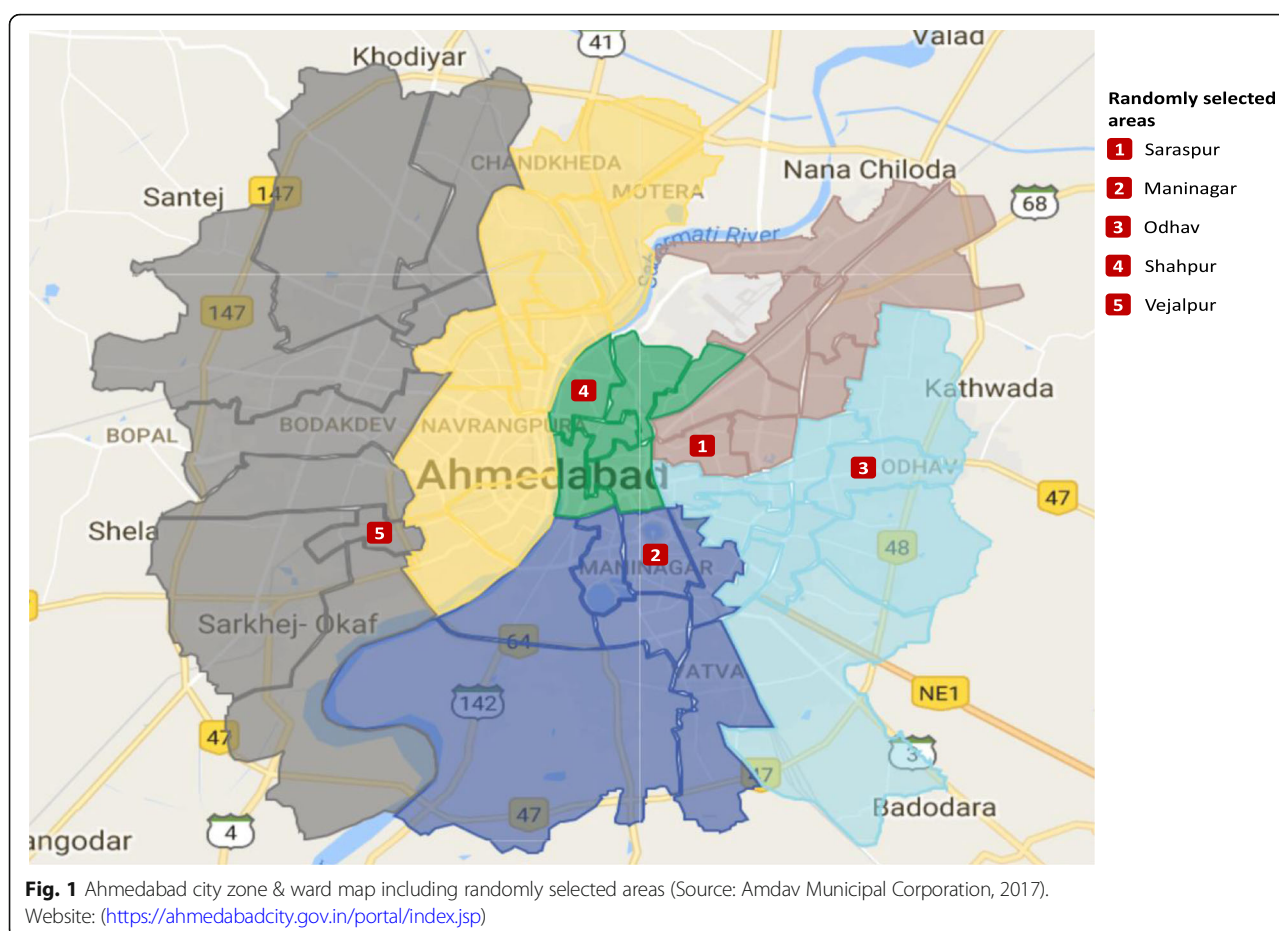 Khodiyar
41
Valad
CHANDKHEDA
MOTERA
Nana Chiloda
Santej
147
68
Sabarmati River
147
Kathwada
4
BODAKDEV
NAVRANGPURA
BOPAL
1
Ahmedabad
3
ODHAV
47
Shela
5
2
48
MANINAGAR
Sarkhej- Okaf
64
VATVA
142
NE1
47
3
47
47
Badodara
4
angodar
Randomly selected
areas
1 Saraspur
2 Maninagar
3 Odhav
4 Shahpur
5 Vejalpur
Fig. 1 Ahmedabad city zone & ward map including randomly selected areas (Source: Amdav Municipal Corporation, 2017).
Website: (https://ahmedabadcity.gov.in/portal/index.jsp)